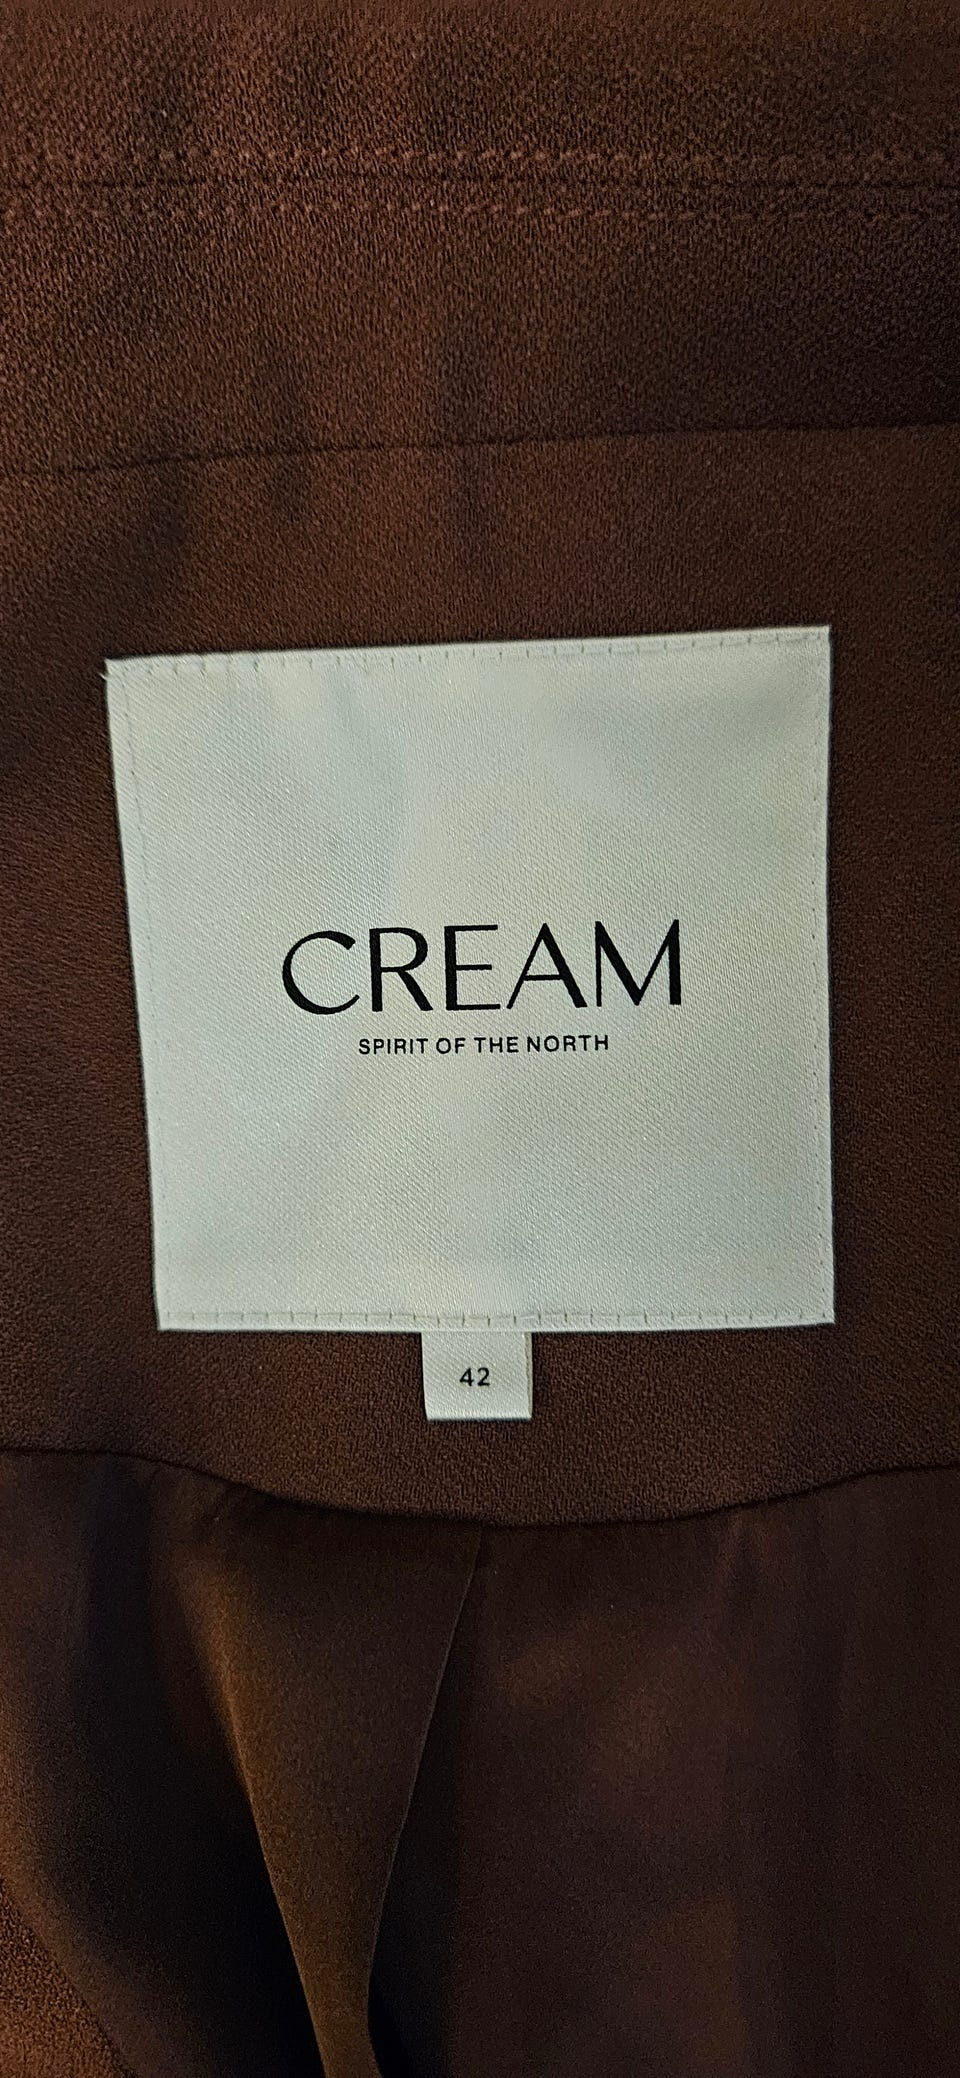 CREAM
SPIRIT OF THE NORTH
42